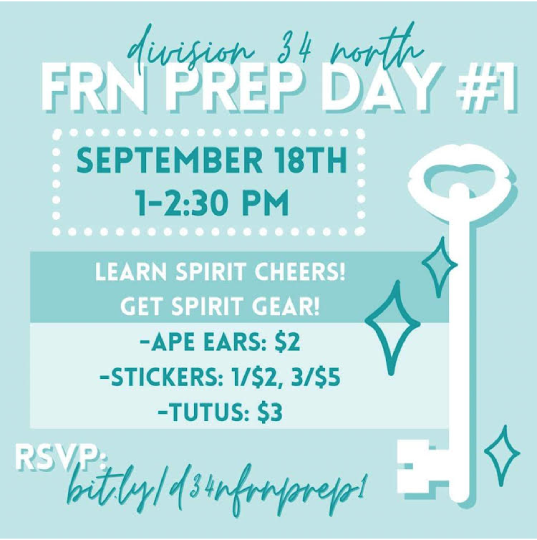 division 34 north
FRN PREP DAY #1
SEPTEMBER 18TH
1-2:30 PM
LEARN SPIRIT CHEERS!
GET SPIRIT GEAR!
-APE EARS: $2
-STICKERS: 1/$2, 3/$5
-TUTUS: $3
RSVP:
bit.ly/d34nfrnprep1